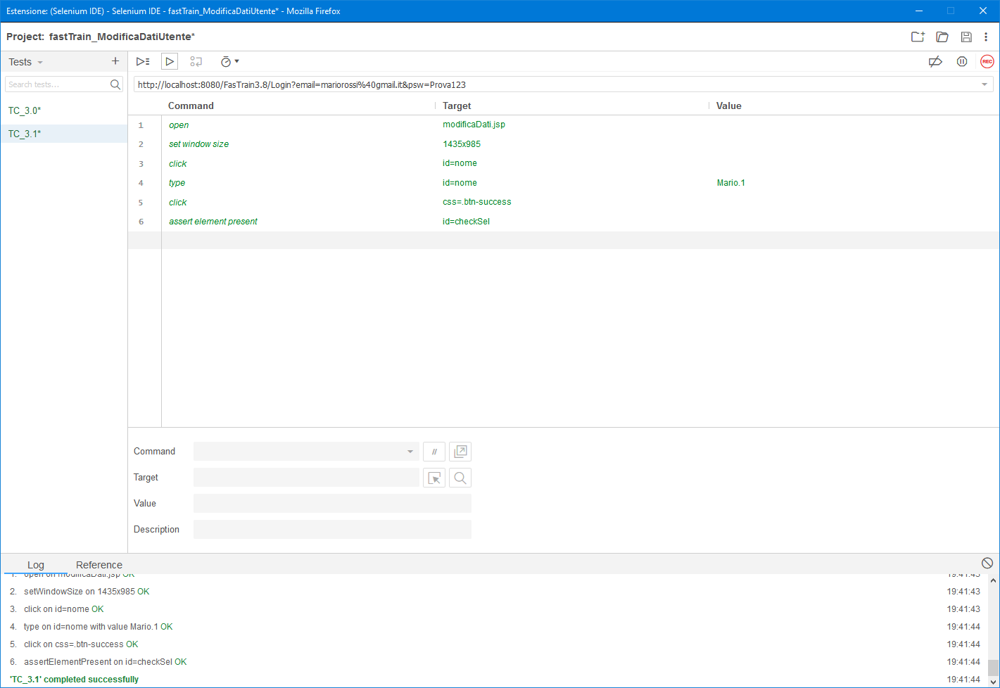 Estensione: (Selenium IDE) - Selenium IDE - fastTrain_ModificaDatiUtente* - Mozilla Firefox
Project: fastTrain_ModificaDatiUtente*
Tests
Search tests...
TC_3.0*
TC_3.1*
REC
http://localhost:8080/FasTrain3.8/Login?email=mariorossi%40gmail.it&psw=Prova123
Command Target Value
1 open modificaDati.jsp
2 set window size 1435x985
3 click id=nome
4 type id=nome Mario.1
5 click css=.btn-success
6 assert element present id=checkSel
Command //
Target
Value
Description
Log Reference
1. open on modificaDati.jsp OK 19:41:43
2. setWindowSize on 1435x985 OK 19:41:43
3. click on id=nome OK 19:41:43
4. type on id=nome with value Mario.1 OK 19:41:44
5. click on css=.btn-success OK 19:41:44
6. assertElementPresent on id=checkSel OK 19:41:44
'TC_3.1' completed successfully 19:41:44